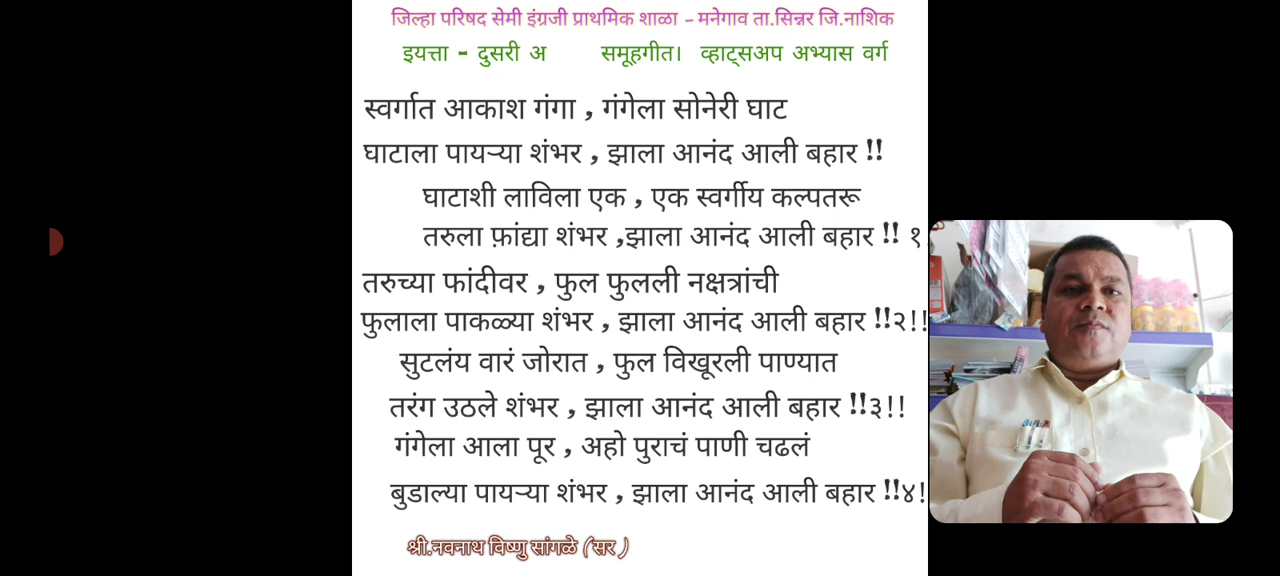 जिल्हा परिषद सेमी इंग्रजी प्राथमिक शाळा - मनेगाव ता.सिन्नर जि.नाशिक
इयत्ता - दुसरी अ समूहगीत। व्हाट्सअप अभ्यास वर्ग
स्वर्गात आकाश गंगा , गंगेला सोनेरी घाट
घाटाला पायऱ्या शंभर , झाला आनंद आली बहार !!
घाटाशी लाविला एक , एक स्वर्गीय कल्पतरू
तरुला फ़ांद्या शंभर ,झाला आनंद आली बहार !! १
तरुच्या फांदीवर , फुल फुलली नक्षत्रांची
फुलाला पाकळ्या शंभर , झाला आनंद आली बहार !!२!!
सुटलंय वारं जोरात , फुल विखूरली पाण्यात
तरंग उठले शंभर , झाला आनंद आली बहार !!३!!
गंगेला आला पूर , अहो पुराचं पाणी चढलं
बुडाल्या पायऱ्या शंभर , झाला आनंद आली बहार !!४!
श्री.नवनाथ विष्णु सांगळे (सर )